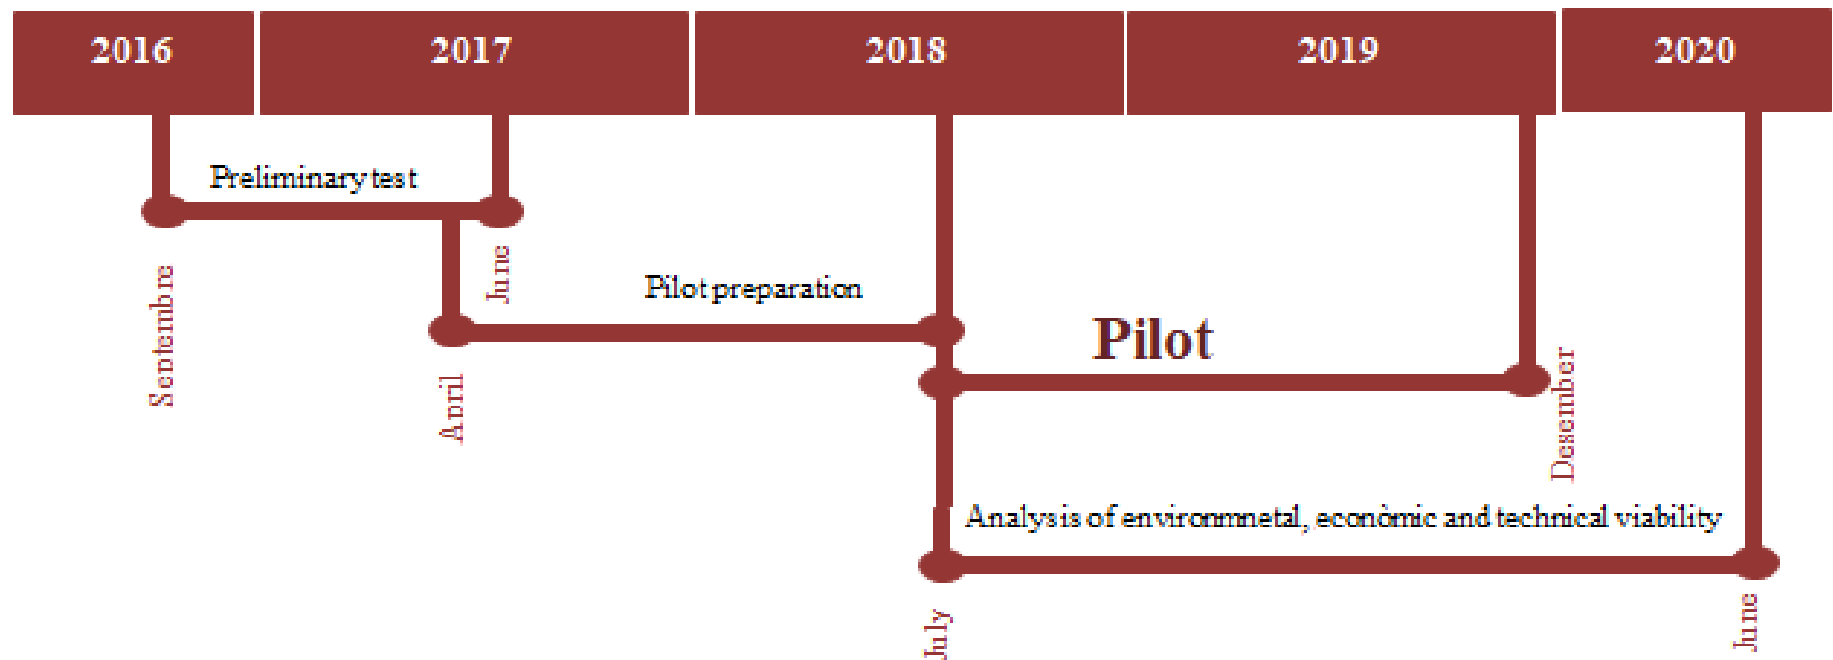 2016
2017
2018
2019
2020
Preliminary test
Septembre
June
Pilot preparation
April
Pilot
Desember
Analysis of environmnetal, econòmic and technical viability
July
June